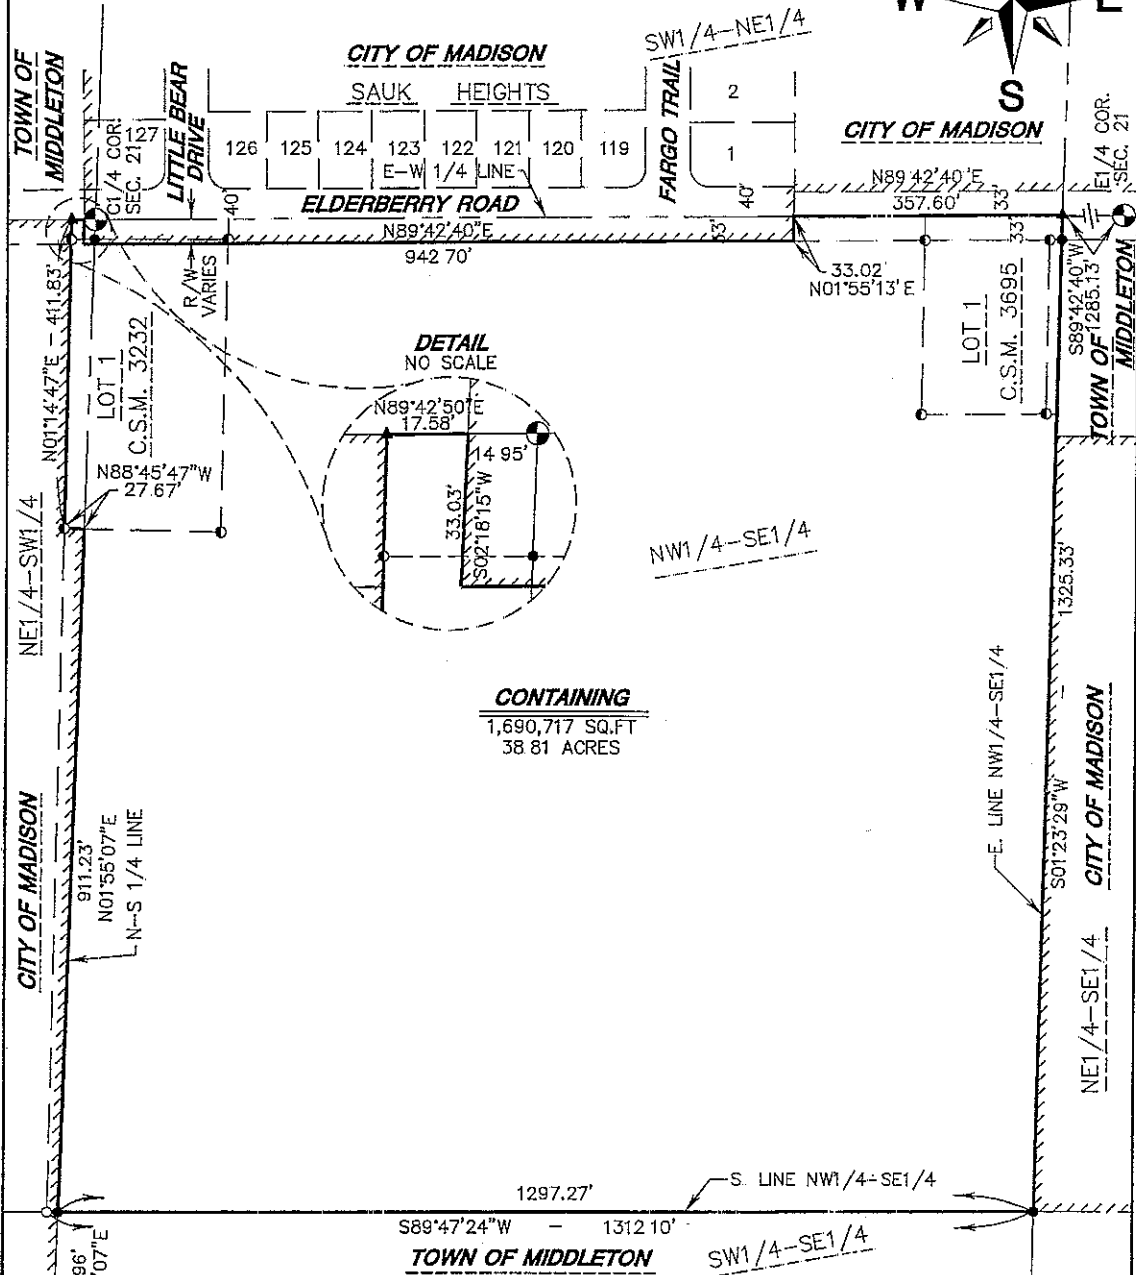 W
E
S
SW1/4-NE1/4
CITY OF MADISON
SAUK HEIGHTS
TOWN OF
MIDDLETON
C1/4 COR.
SEC. 21
127
LITTLE BEAR
DRIVE
126
125
124
123
122
121
120
119
FARGO TRAIL
2
1
CITY OF MADISON
E1/4 COR.
SEC. 21
E-W 1/4 LINE
40'
40'
ELDERBERRY ROAD
N89°42'40"E
942 70'
33'
N89 42'40'E
357.60'
33'
33'
33.02'
N01°55'13'E
R/W
VARIES
N01°14'47"E - 411.83'
LOT 1
C.S.M. 3232
N88°45'47"W
27.67'
DETAIL
NO SCALE
N89°42'50"E
17.58'
14 95'
33.03'
S02°18'15"W
LOT 1
C.S.M. 3695
S89°42'40"W
1285.13'
TOWN OF
MIDDLETON
NE1/4-SW1/4
NW1/4-SE1/4
1325.33'
S01°23'29"W
E. LINE NW1/4-SE1/4
CONTAINING
1,690,717 SQ.FT
38 81 ACRES
CITY OF MADISON
911.23'
N01°55'07"E
N-S 1/4 LINE
CITY OF MADISON
NE1/4-SE1/4
1297.27'
S. LINE NW1/4-SE1/4
S89°47'24"W - 1312 10'
TOWN OF MIDDLETON
SW1/4-SE1/4
96'
'07"E